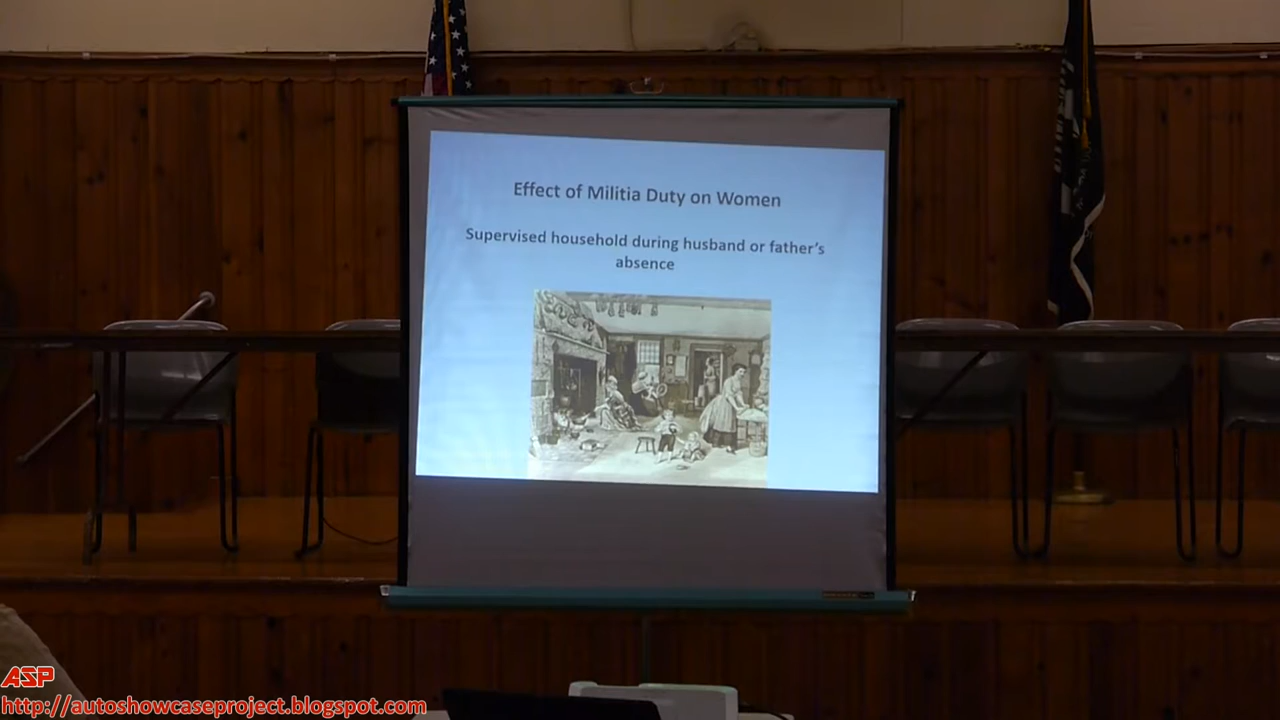 Effect of Militia Duty on Women
Supervised household during husband or father's
absence
ASP
http://autoshowcaseproject.blogspot.com